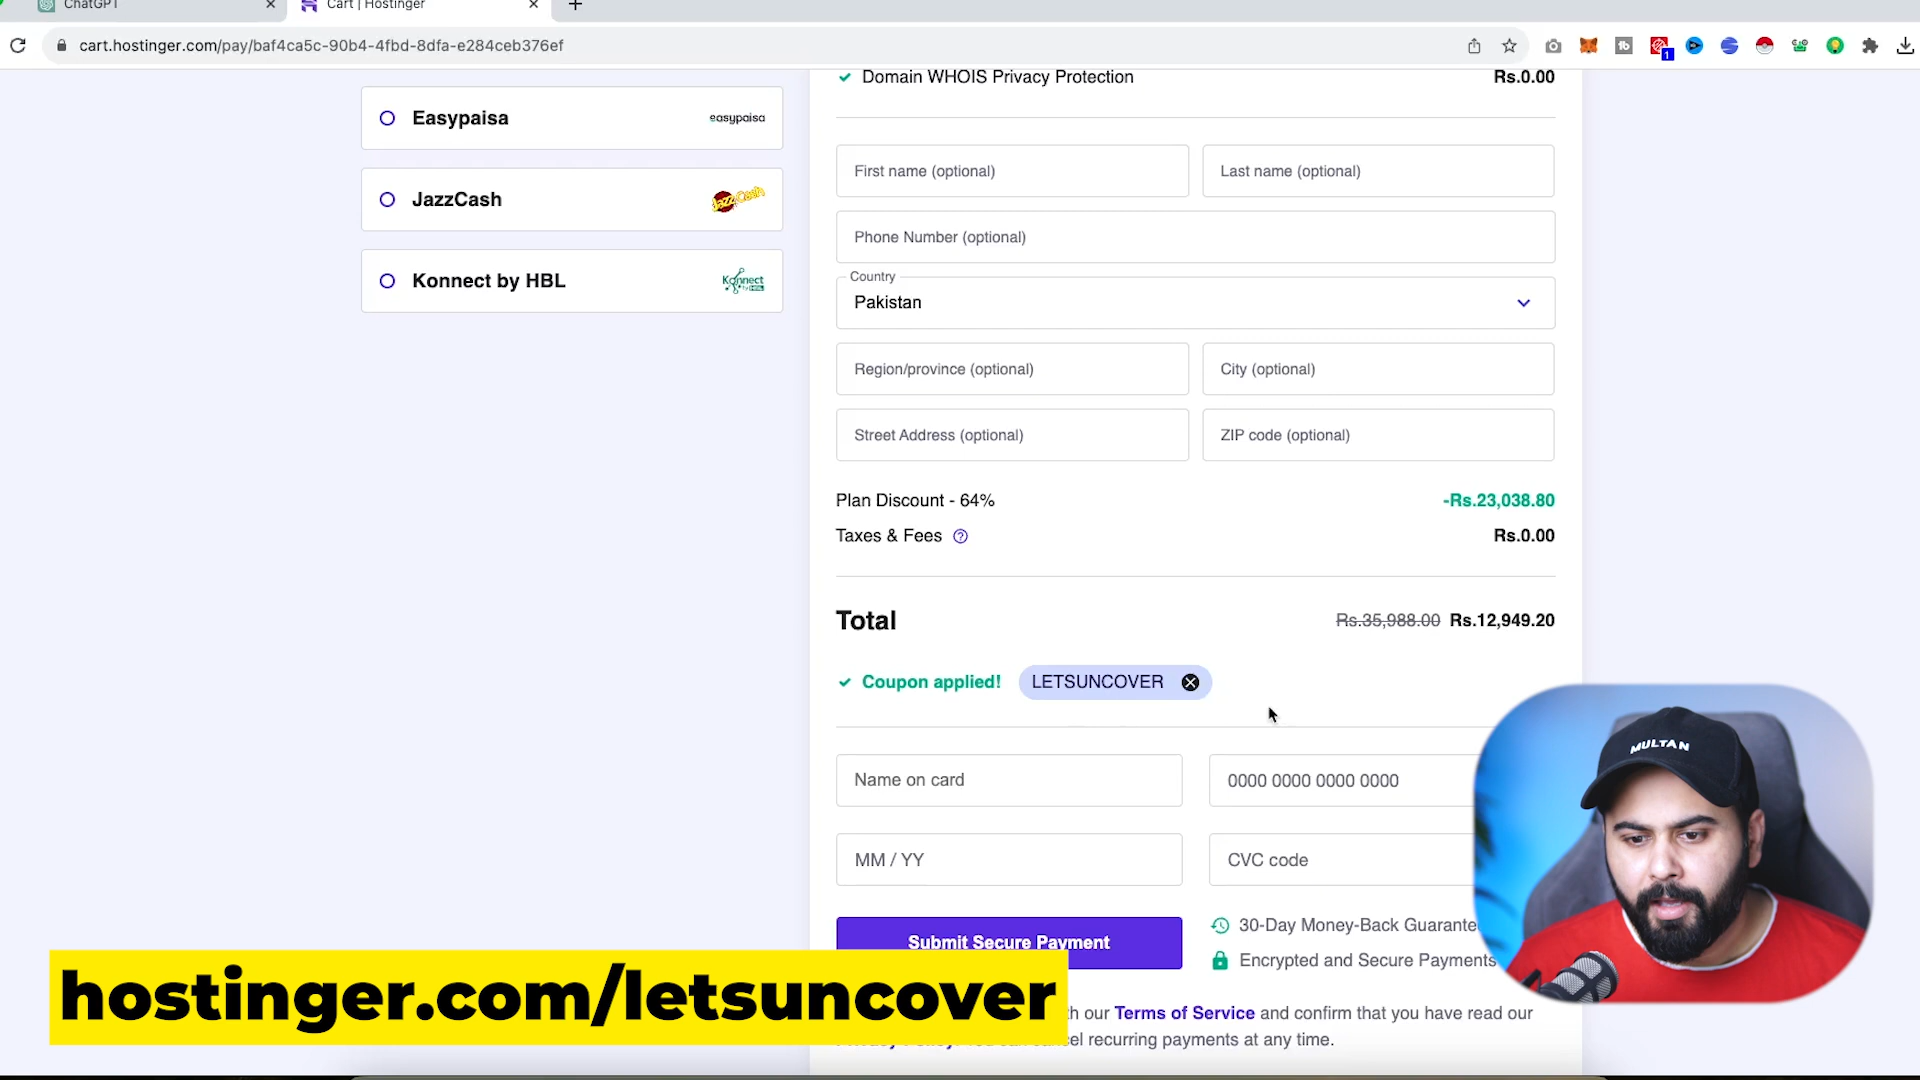 ChatGPT
Cart | Hostinger
cart.hostinger.com/pay/baf4ca5c-90b4-4fbd-8dfa-e284ceb376ef
1
Domain WHOIS Privacy Protection Rs.0.00
Easypaisa easypaisa
JazzCash JazzCash
Konnect by HBL Konnect by HBL
First name (optional) Last name (optional)
Phone Number (optional)
Country
Pakistan
Region/province (optional) City (optional)
Street Address (optional) ZIP code (optional)
Plan Discount - 64% -Rs.23,038.80
Taxes & Fees Rs.0.00
Total Rs.35,988.00 Rs.12,949.20
Coupon applied! LETSUNCOVER
Name on card 0000 0000 0000 0000
MM / YY CVC code
Submit Secure Payment
30-Day Money-Back Guarante
Encrypted and Secure Payments
MULTAN
hostinger.com/letsuncover
th our Terms of Service and confirm that you have read our
recurring payments at any time.